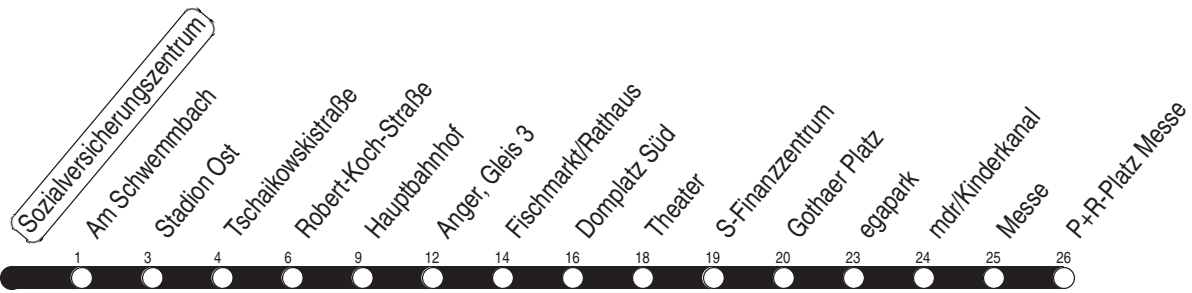 Sozialversicherungszentrum
Am Schwemmbach
Stadion Ost
Tschaikowskistraße
Robert-Koch-Straße
Hauptbahnhof
Anger, Gleis 3
Fischmarkt/Rathaus
Domplatz Süd
Theater
S-Finanzzentrum
Gothaer Platz
egapark
mdr/Kinderkanal
Messe
P+R-Platz Messe
1 3 4 6 9 12 14 16 18 19 20 23 24 25 26